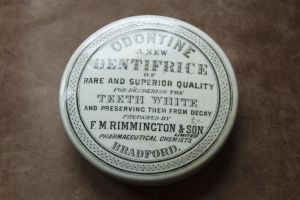 ODONTINE
A NEW
DENTIFRICE
OF
RARE AND SUPERIOR QUALITY
FOR RENDERING THE
TEETH WHITE
AND PRESERVING THEM FROM DECAY
PREPARED BY
F.M.RIMMINGTON & SON
LIMITED
PHARMACEUTICAL CHEMISTS
BRADFORD.